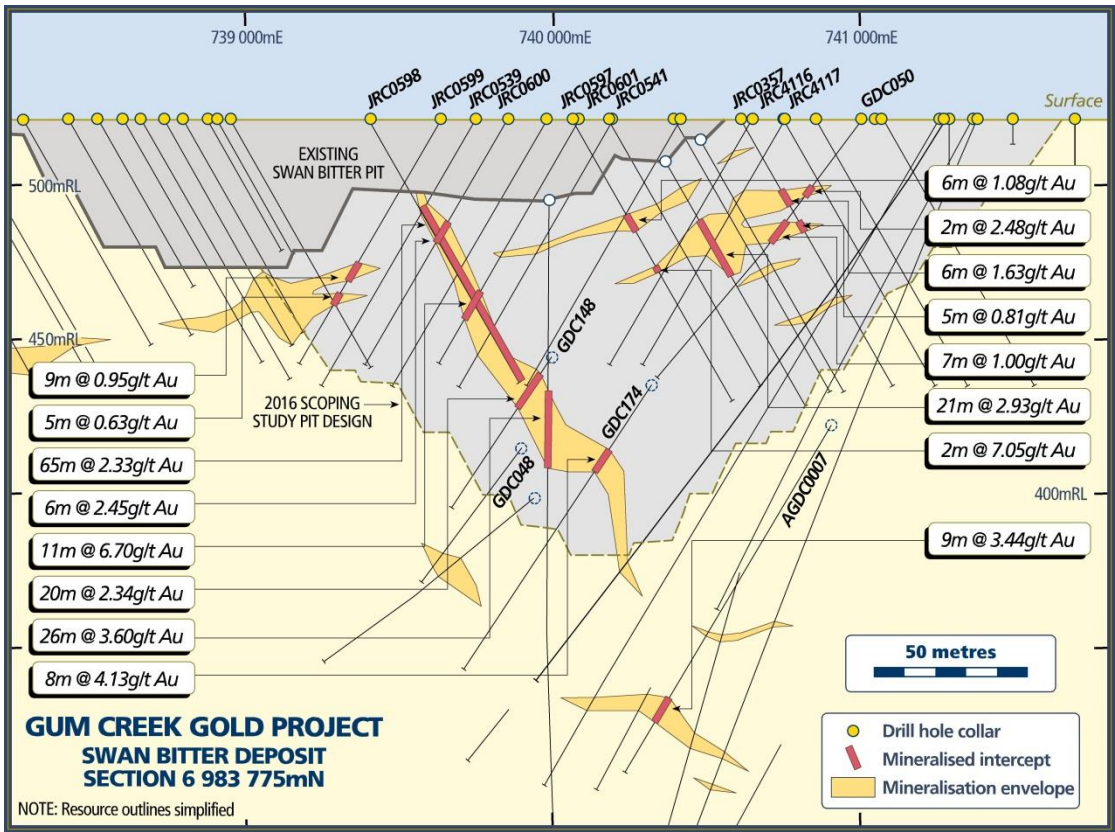 739 000mE
740 000mE
741 000mE
JRC0598
JRC0599
JRC0539
JRC0600
JRC0597
JRC0601
JRC0541
JRC0357
JRC4116
JRC4117
GDC050
Surface
EXISTING
SWAN BITTER PIT
500mRL
450mRL
400mRL
6m @ 1.08g/t Au
2m @ 2.48g/t Au
6m @ 1.63g/t Au
5m @ 0.81g/t Au
7m @ 1.00g/t Au
21m @ 2.93g/t Au
2m @ 7.05g/t Au
9m @ 3.44g/t Au
9m @ 0.95g/t Au
5m @ 0.63g/t Au
65m @ 2.33g/t Au
6m @ 2.45g/t Au
11m @ 6.70g/t Au
20m @ 2.34g/t Au
26m @ 3.60g/t Au
8m @ 4.13g/t Au
2016 SCOPING
STUDY PIT DESIGN
GDC148
GDC174
GDC048
AGDC0007
50 metres
Drill hole collar
Mineralised intercept
Mineralisation envelope
GUM CREEK GOLD PROJECT
SWAN BITTER DEPOSIT
SECTION 6 983 775mN
NOTE: Resource outlines simplified